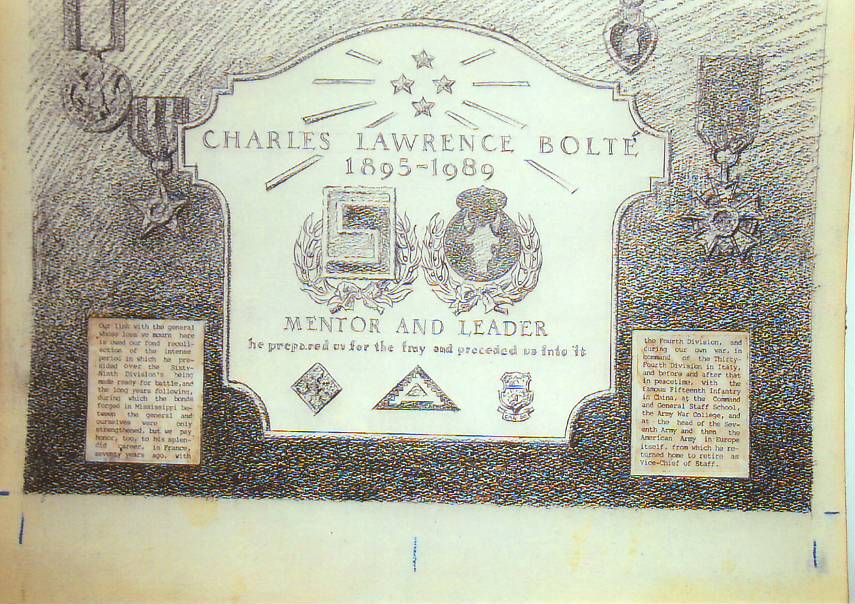 CHARLES LAWRENCE BOLTÉ
1895-1989
MENTOR AND LEADER
he prepared us for the fray and preceded us into it
Our link with the general
whose loss we mourn here
is owed our fond recoll-
ection of the intense
period in which he pre-
sided over the Sixty-
Ninth Division's being
made ready for battle, and
the long years following,
during which the bonds
forged in Mississippi be-
tween the general and
ourselves were only
strengthened, but we pay
honor, too, to his splen-
did career, in France,
seventy years ago, with
the Fourth Division, and
during our own war, in
command of the Thirty-
Fourth Division in Italy,
and before and after that
in peacetime, with the
famous Fifteenth Infantry
in China, at the Command
and General Staff School,
the Army War College, and
at the head of the Sev-
enth Army and then the
American Army in Europe
itself, from which he re-
turned home to retire as
Vice-Chief of Staff.